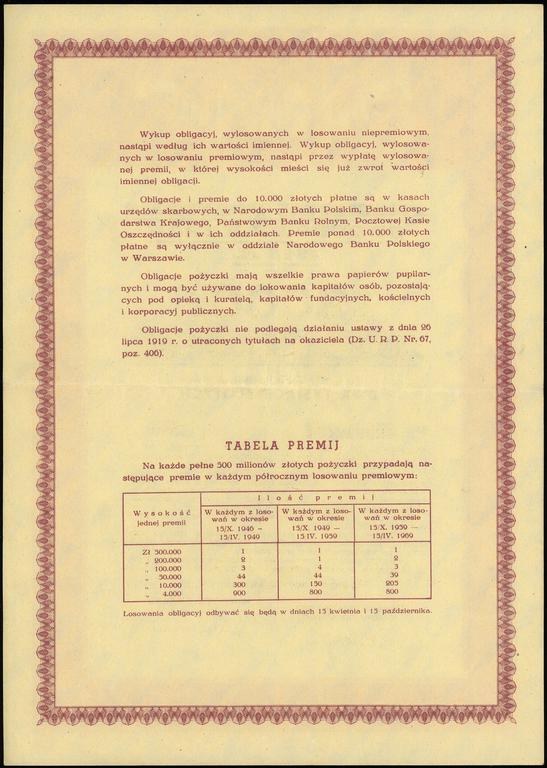 Wykup obligacyj, wylosowanych w losowaniu niepremiowym,
nastąpi według ich wartości imiennej. Wykup obligacyj, wylosowa-
nych w losowaniu premiowym, nastąpi przez wypłatę wylosowa-
nej premii, w której wysokości mieści się już zwrot wartości
imiennej obligacji.
Obligacje i premie do 10.000 złotych płatne są w kasach
urzędów skarbowych, w Narodowym Banku Polskim, Banku Gospo-
darstwa Krajowego, Państwowym Banku Rolnym, Pocztowej Kasie
Oszczędności i w ich oddziałach. Premie ponad 10.000 złotych
płatne są wyłącznie w oddziale Narodowego Banku Polskiego
w Warszawie.
Obligacje pożyczki mają wszelkie prawa papierów pupilar-
nych i mogą być używane do lokowania kapitałów osób, pozostają-
cych pod opieką i kuratelą, kapitałów fundacyjnych, kościelnych
i korporacyj publicznych.
Obligacje pożyczki nie podlegają działaniu ustawy z dnia 26
lipca 1919 r. o utraconych tytułach na okaziciela (Dz. U. R. P. Nr. 67,
poz. 406).
TABELA PREMIJ
Na każde pełne 500 milionów złotych pożyczki przypadają na-
stępujące premie w każdym półrocznym losowaniu premiowym:
Wysokość jednej premii
Ilość premij
W każdym z loso- W każdym z loso- W każdym z loso-
wań w okresie wań w okresie wań w okresie
15/X. 1946 – 15/X. 1949 — 15/X. 1959 —
15/IV. 1949 15/IV. 1959 15/IV. 1969
Zł 500.000 1 1 1
„ 200.000 2 1 2
„ 100.000 3 4 3
„ 50.000 44 44 39
„ 10.000 300 150 205
„ 4.000 900 800 800
Losowania obligacyj odbywać się będą w dniach 15 kwietnia i 15 października.